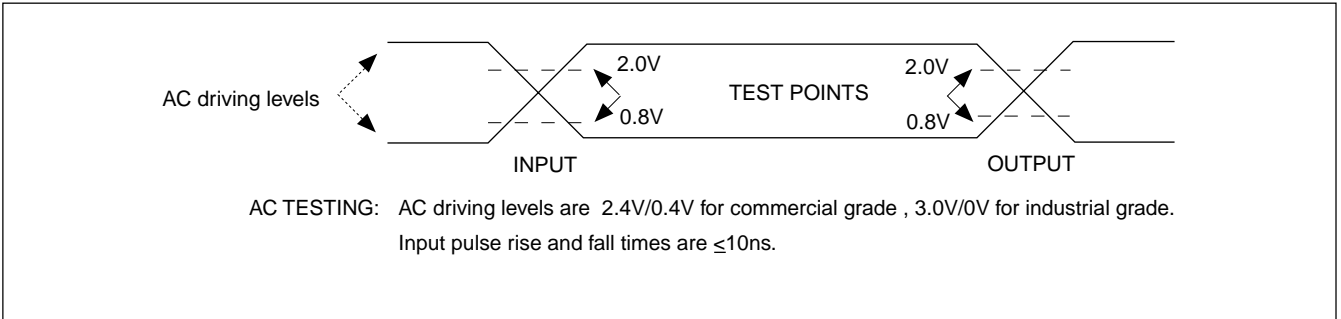 2.0V
2.0V
AC driving levels
TEST POINTS
0.8V
0.8V
INPUT
OUTPUT
AC TESTING: AC driving levels are 2.4V/0.4V for commercial grade , 3.0V/0V for industrial grade.
Input pulse rise and fall times are ≤10ns.